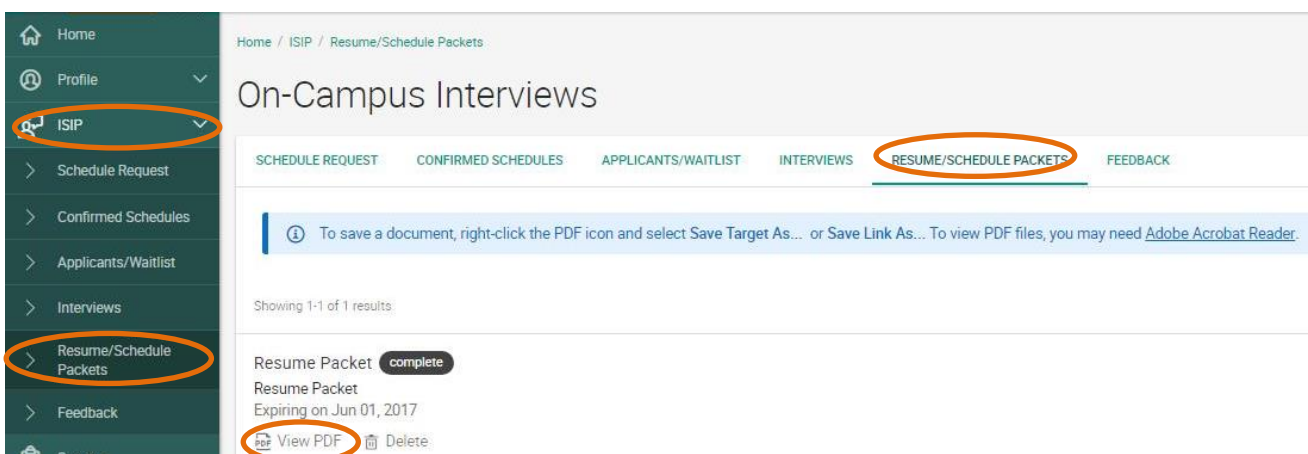 Home
Profile
ISIP
Schedule Request
Confirmed Schedules
Applicants/Waitlist
Interviews
Resume/Schedule
Packets
Feedback
Home / ISIP / Resume/Schedule Packets
On-Campus Interviews
SCHEDULE REQUEST CONFIRMED SCHEDULES APPLICANTS/WAITLIST INTERVIEWS RESUME/SCHEDULE PACKETS FEEDBACK
To save a document, right-click the PDF icon and select Save Target As... or Save Link As... To view PDF files, you may need Adobe Acrobat Reader.
Showing 1-1 of 1 results
Resume Packet complete
Resume Packet
Expiring on Jun 01, 2017
PDF View PDF Delete